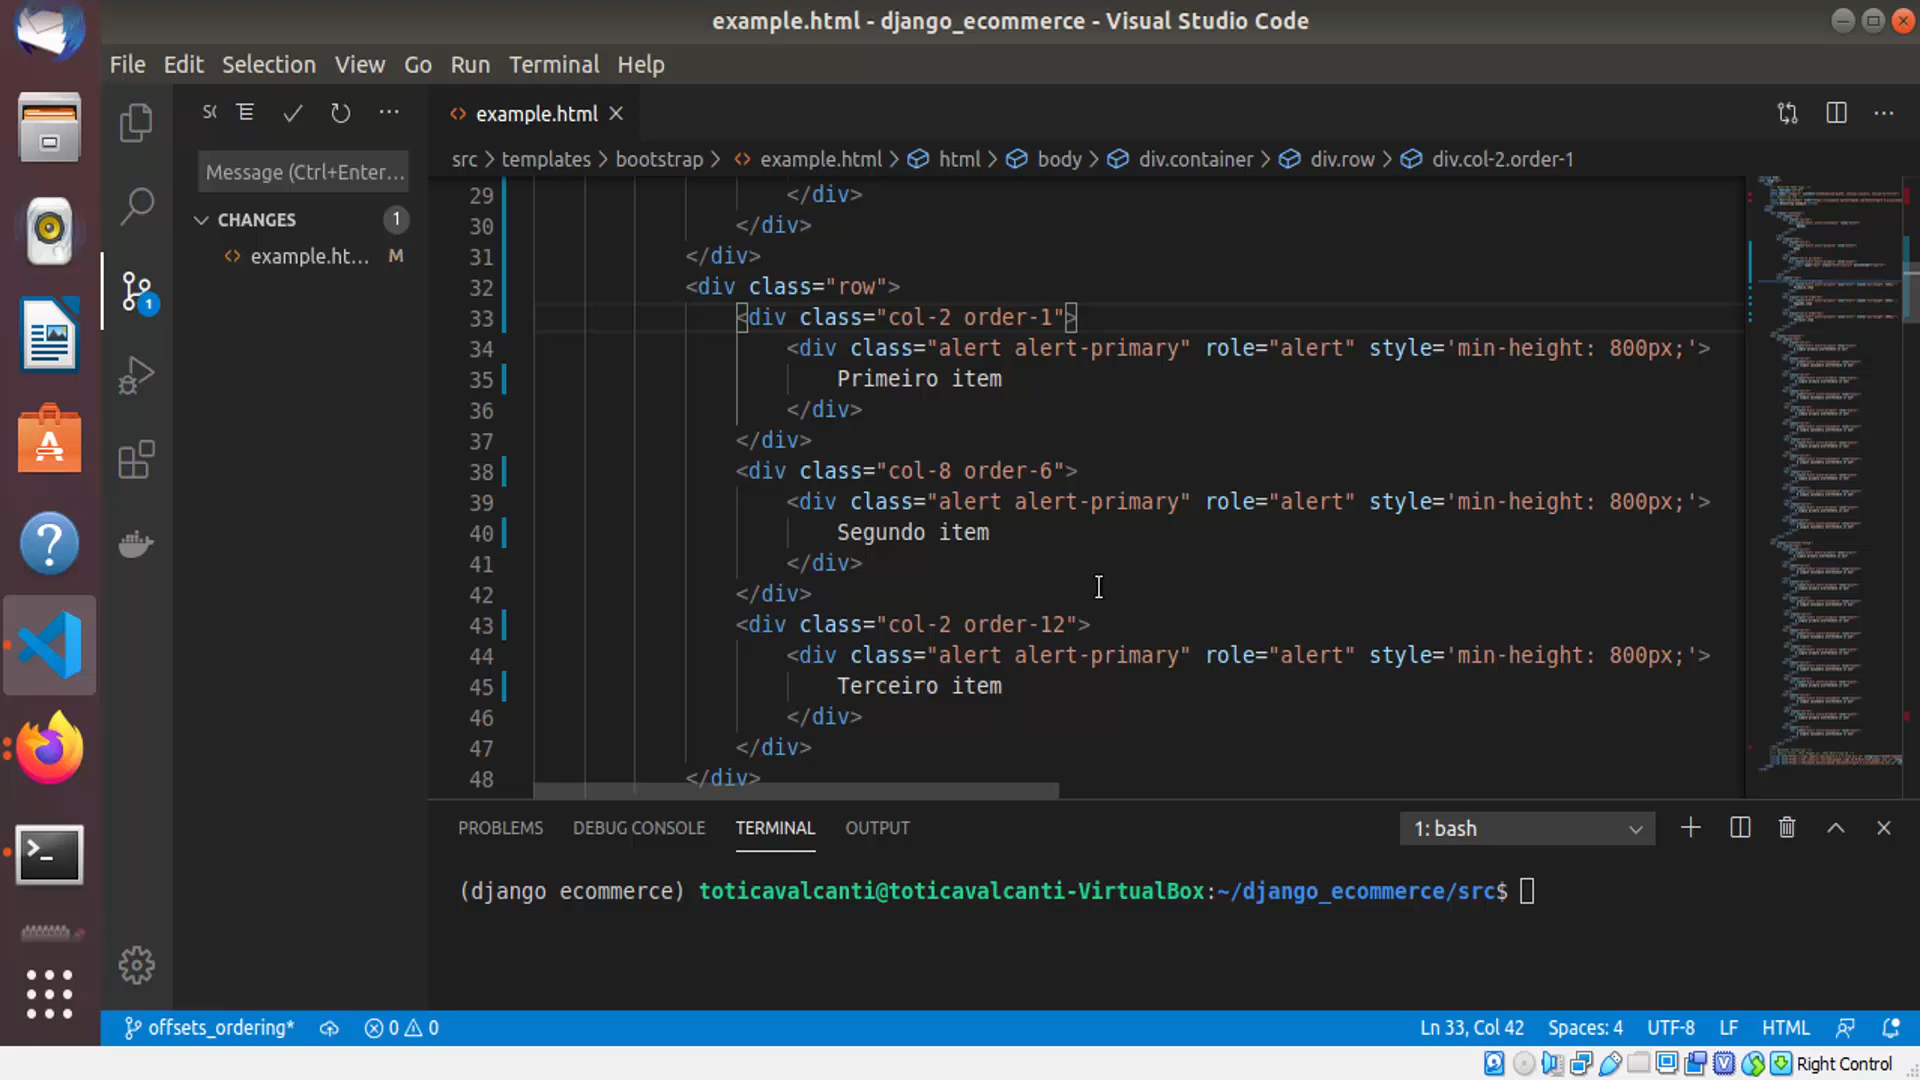 example.html - django_ecommerce - Visual Studio Code
File Edit Selection View Go Run Terminal Help
example.html
Message (Ctrl+Enter...
src > templates > bootstrap > example.html > html > body > div.container > div.row > div.col-2.order-1
CHANGES 1
example.ht... M
1
29 </div>
30 </div>
31 </div>
32 <div class="row">
33 <div class="col-2 order-1">
34 <div class="alert alert-primary" role="alert" style='min-height: 800px;'>
35 Primeiro item
36 </div>
37 </div>
38 <div class="col-8 order-6">
39 <div class="alert alert-primary" role="alert" style='min-height: 800px;'>
40 Segundo item
41 </div>
42 </div>
43 <div class="col-2 order-12">
44 <div class="alert alert-primary" role="alert" style='min-height: 800px;'>
45 Terceiro item
46 </div>
47 </div>
48 </div>
PROBLEMS DEBUG CONSOLE TERMINAL OUTPUT 1: bash
(django ecommerce) toticavalcanti@toticavalcanti-VirtualBox:~/django_ecommerce/src$
offsets_ordering* 0 0 Ln 33, Col 42 Spaces: 4 UTF-8 LF HTML
Right Control